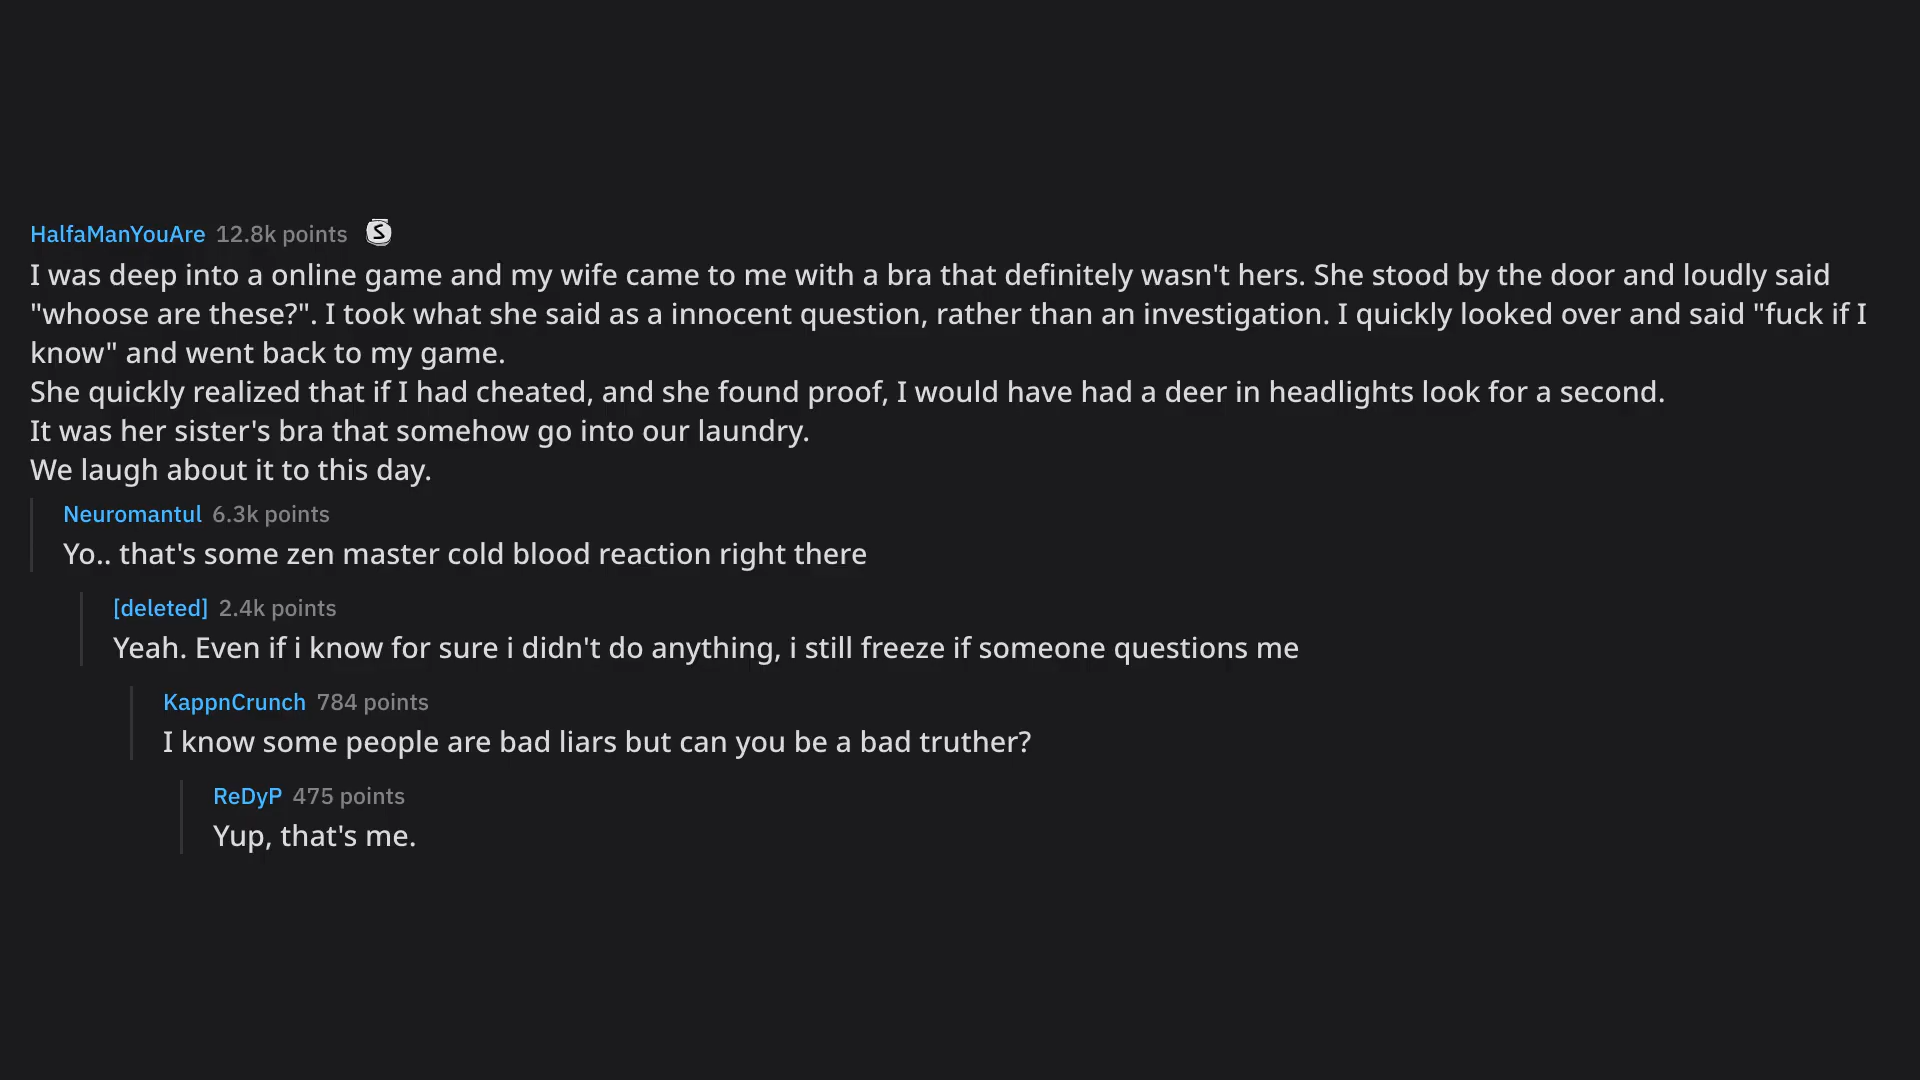 HalfaManYouAre 12.8k points S
I was deep into a online game and my wife came to me with a bra that definitely wasn't hers. She stood by the door and loudly said
"whoose are these?". I took what she said as a innocent question, rather than an investigation. I quickly looked over and said "fuck if I
know" and went back to my game.
She quickly realized that if I had cheated, and she found proof, I would have had a deer in headlights look for a second.
It was her sister's bra that somehow go into our laundry.
We laugh about it to this day.
Neuromantul 6.3k points
Yo.. that's some zen master cold blood reaction right there
[deleted] 2.4k points
Yeah. Even if i know for sure i didn't do anything, i still freeze if someone questions me
KappnCrunch 784 points
I know some people are bad liars but can you be a bad truther?
ReDyP 475 points
Yup, that's me.